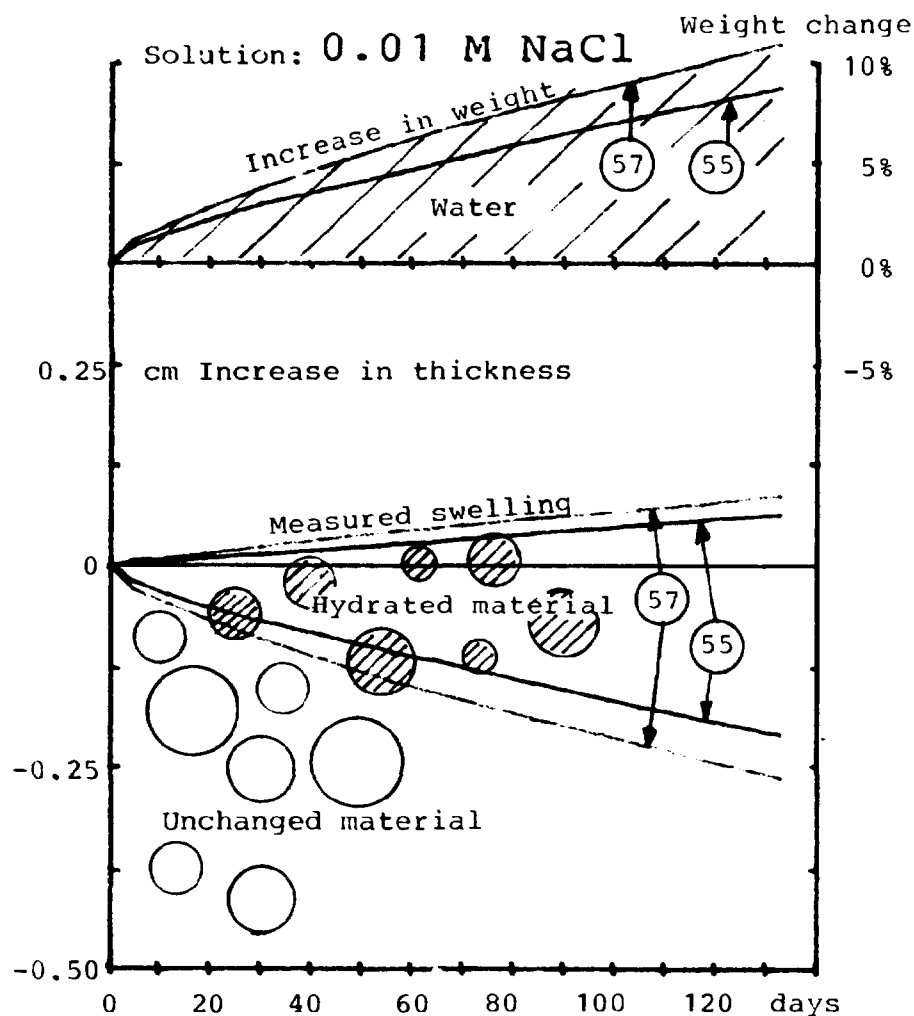 Weight change
Solution: 0.01 M NaCl
10%
Increase in weight
57
55
5%
Water
0%
0.25 cm Increase in thickness
-5%
Measured swelling
0
Hydrated material
57
55
-0.25
Unchanged material
-0.50
0 20 40 60 80 100 120 days